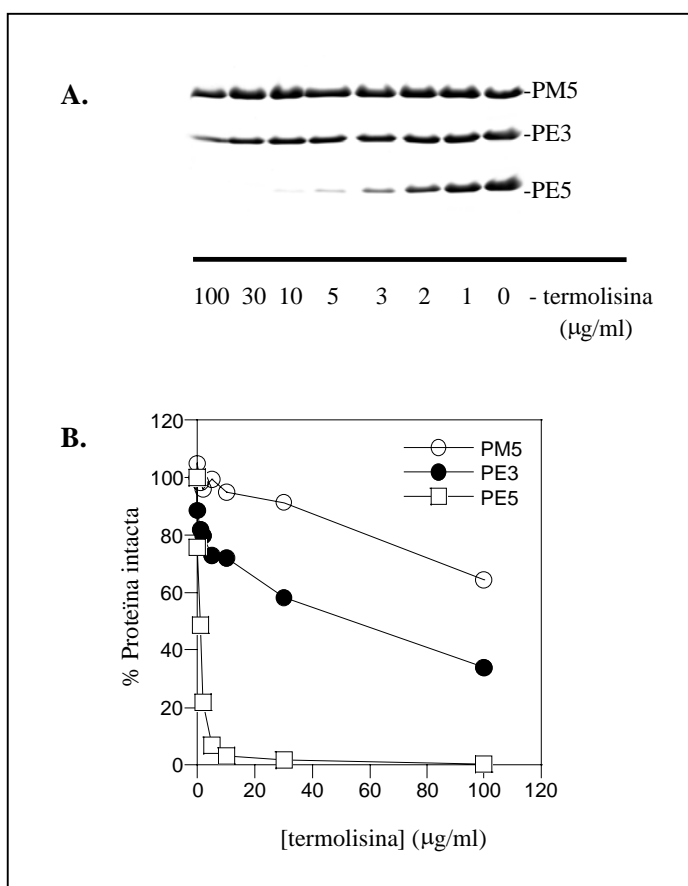 A.
-PM5
-PE3
-PE5
100 30 10 5 3 2 1 0 - termolisina
(μg/ml)
B.
120
100
80
60
40
20
0
% Proteïna intacta
PM5
PE3
PE5
0 20 40 60 80 100 120
[termolisina] (μg/ml)